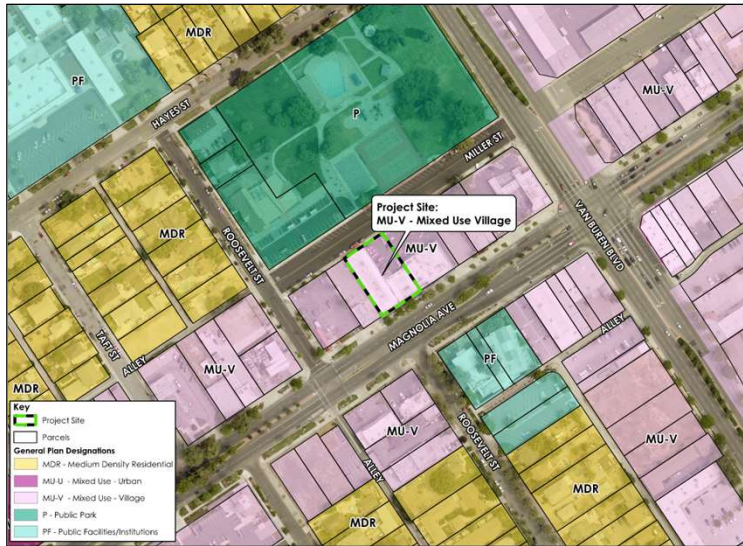 MDR
PF
HAYES ST
P
MU-V
MILLER ST
Project Site:
MU-V - Mixed Use Village
MU-V
VAN BUREN BLVD
MDR
ROOSEVELT ST
MAGNOLIA AVE
TAFT ST
ALLEY
MU-V
PF
ALLEY
MU-V
ROOSEVELT ST
MU-V
ALLEY
MDR
MDR
MDR
Key
Project Site
Parcels
General Plan Designations
MDR - Medium Density Residential
MU-U - Mixed Use - Urban
MU-V - Mixed Use - Village
P - Public Park
PF - Public Facilities/Institutions